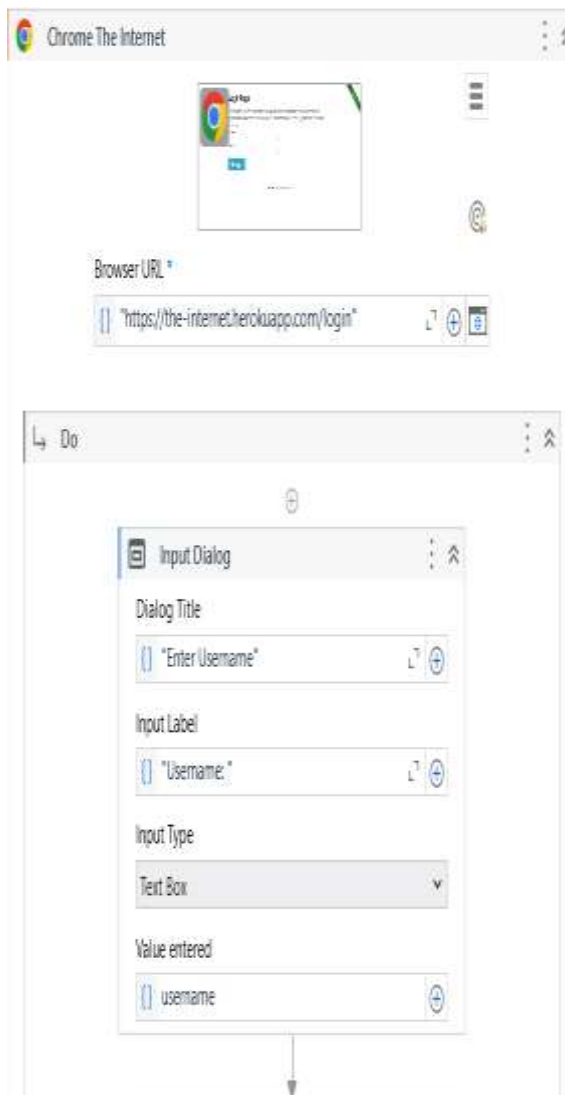 Chrome The Internet
Browser URL *
"https://the-internet.herokuapp.com/login"
Do
Input Dialog
Dialog Title
"Enter Username"
Input Label
"Username: "
Input Type
Text Box
Value entered
username